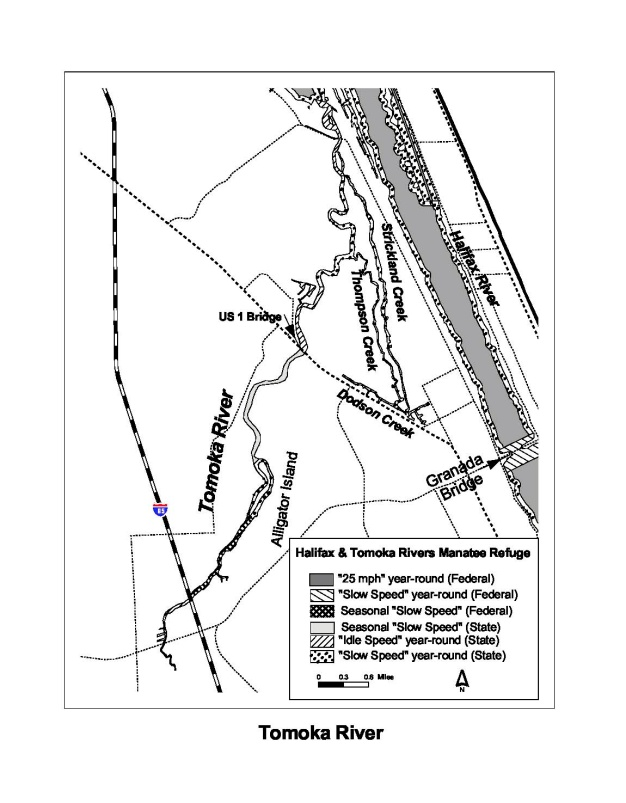 Halifax River
Strickland Creek
Thompson Creek
US 1 Bridge
Dodson Creek
Tomoka River
Alligator Island
Granada
Bridge
Halifax & Tomoka Rivers Manatee Refuge
"25 mph" year-round (Federal)
"Slow Speed" year-round (Federal)
Seasonal "Slow Speed" (Federal)
Seasonal "Slow Speed" (State)
"Idle Speed" year-round (State)
"Slow Speed" year-round (State)
0 0.3 0.6 Miles
N
Tomoka River